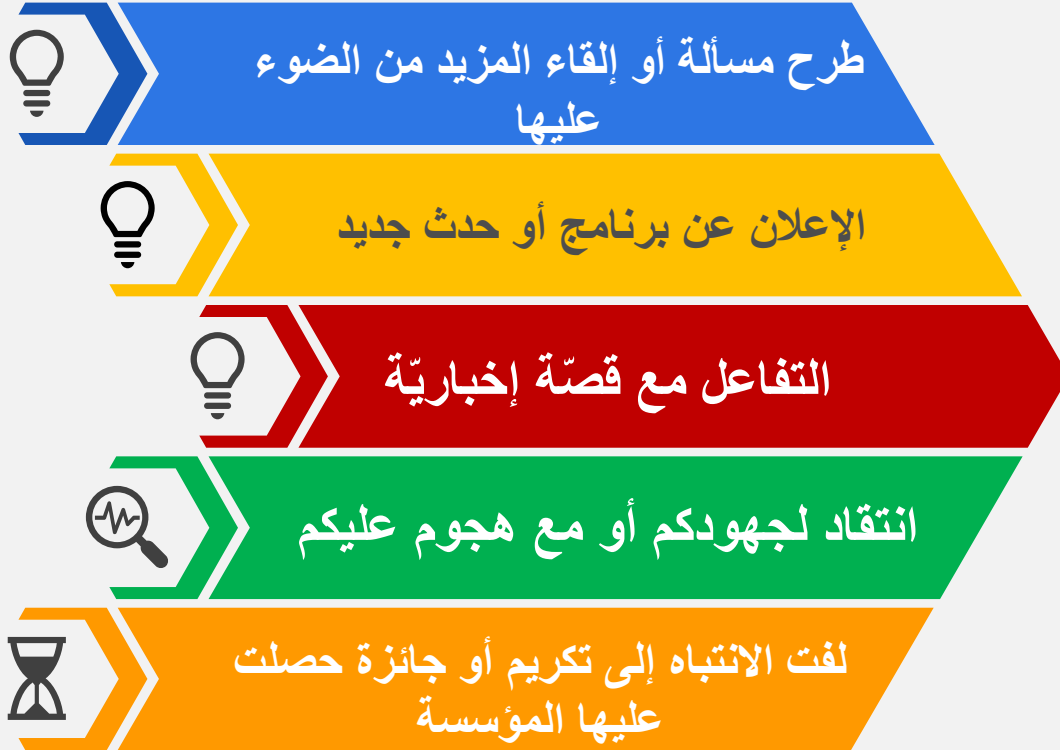 طرح مسألة أو إلقاء المزيد من الضوء
عليها
الإعلان عن برنامج أو حدث جديد
التفاعل مع قصّة إخباريّة
انتقاد لجهودكم أو مع هجوم عليكم
لفت الانتباه إلى تكريم أو جائزة حصلت
عليها المؤسسة